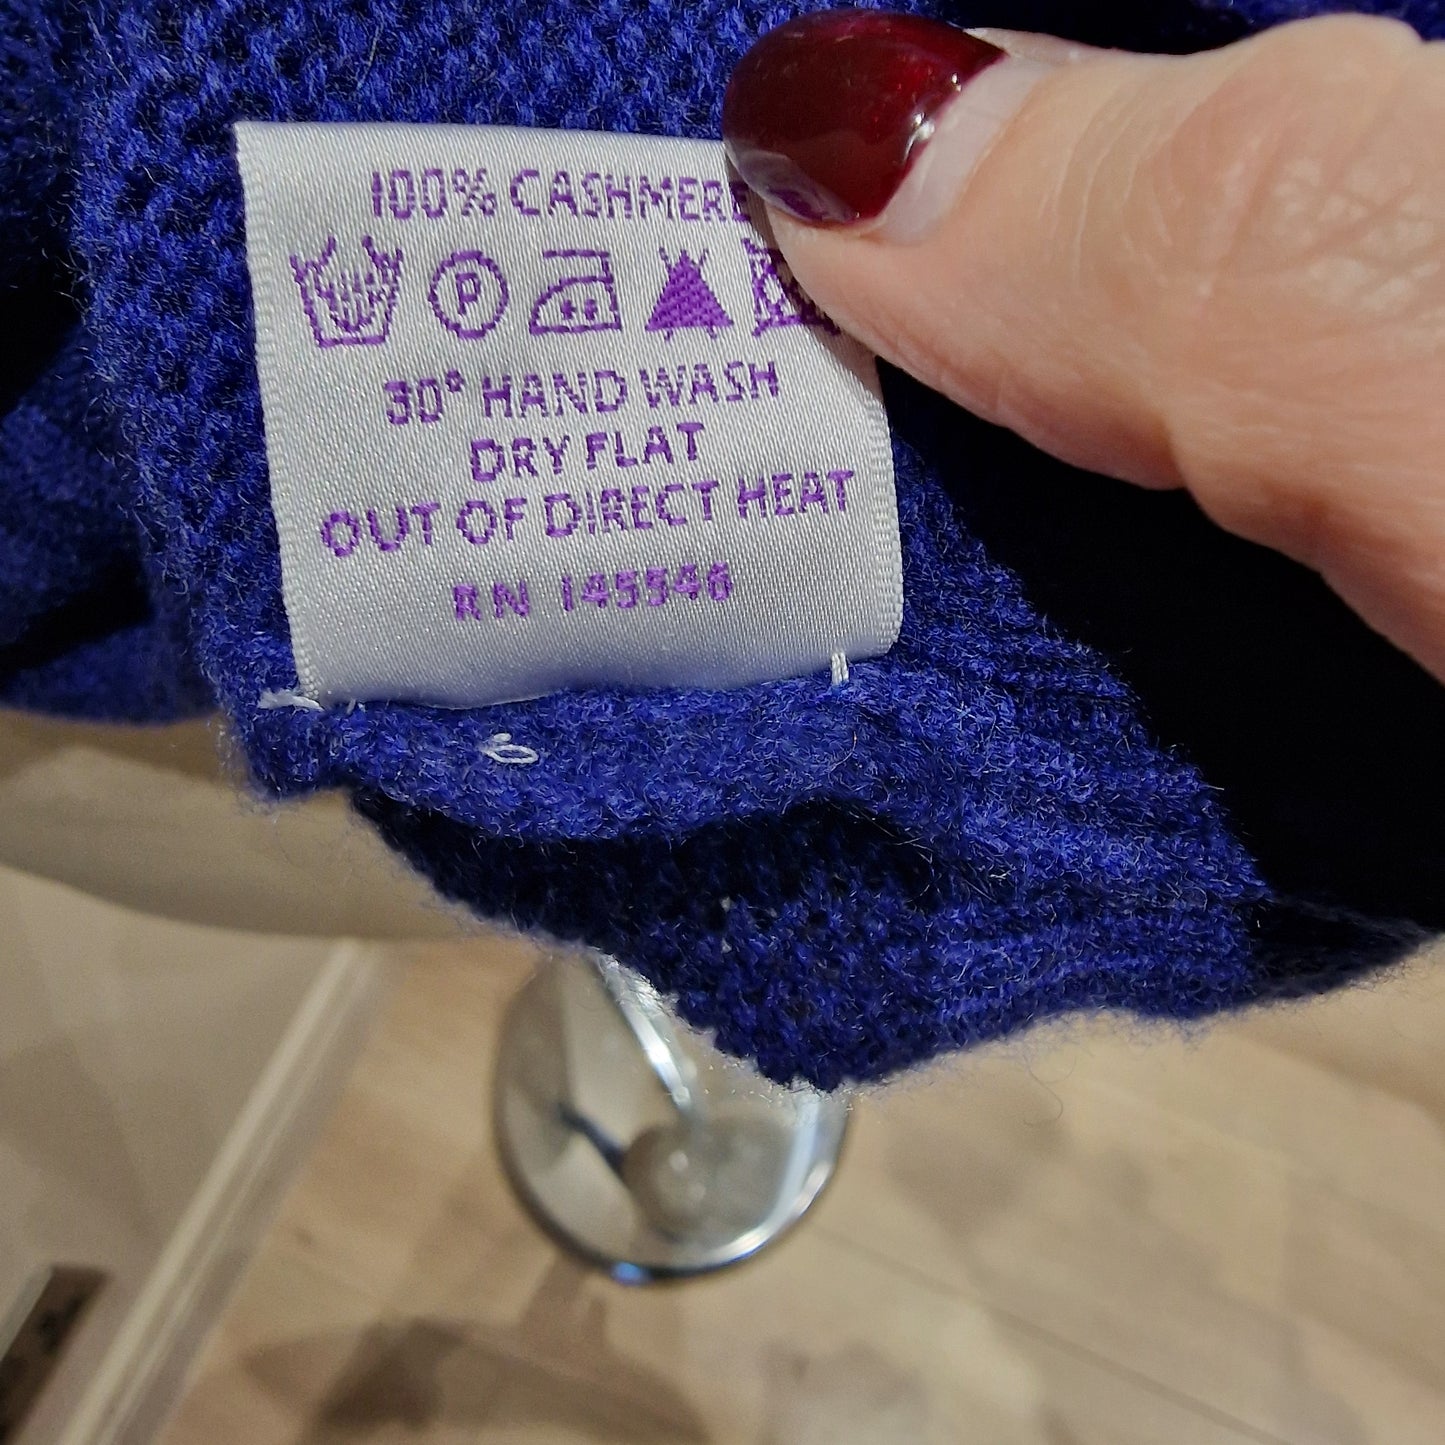 100% CASHMERE
P
30° HAND WASH
DRY FLAT
OUT OF DIRECT HEAT
RN 145546